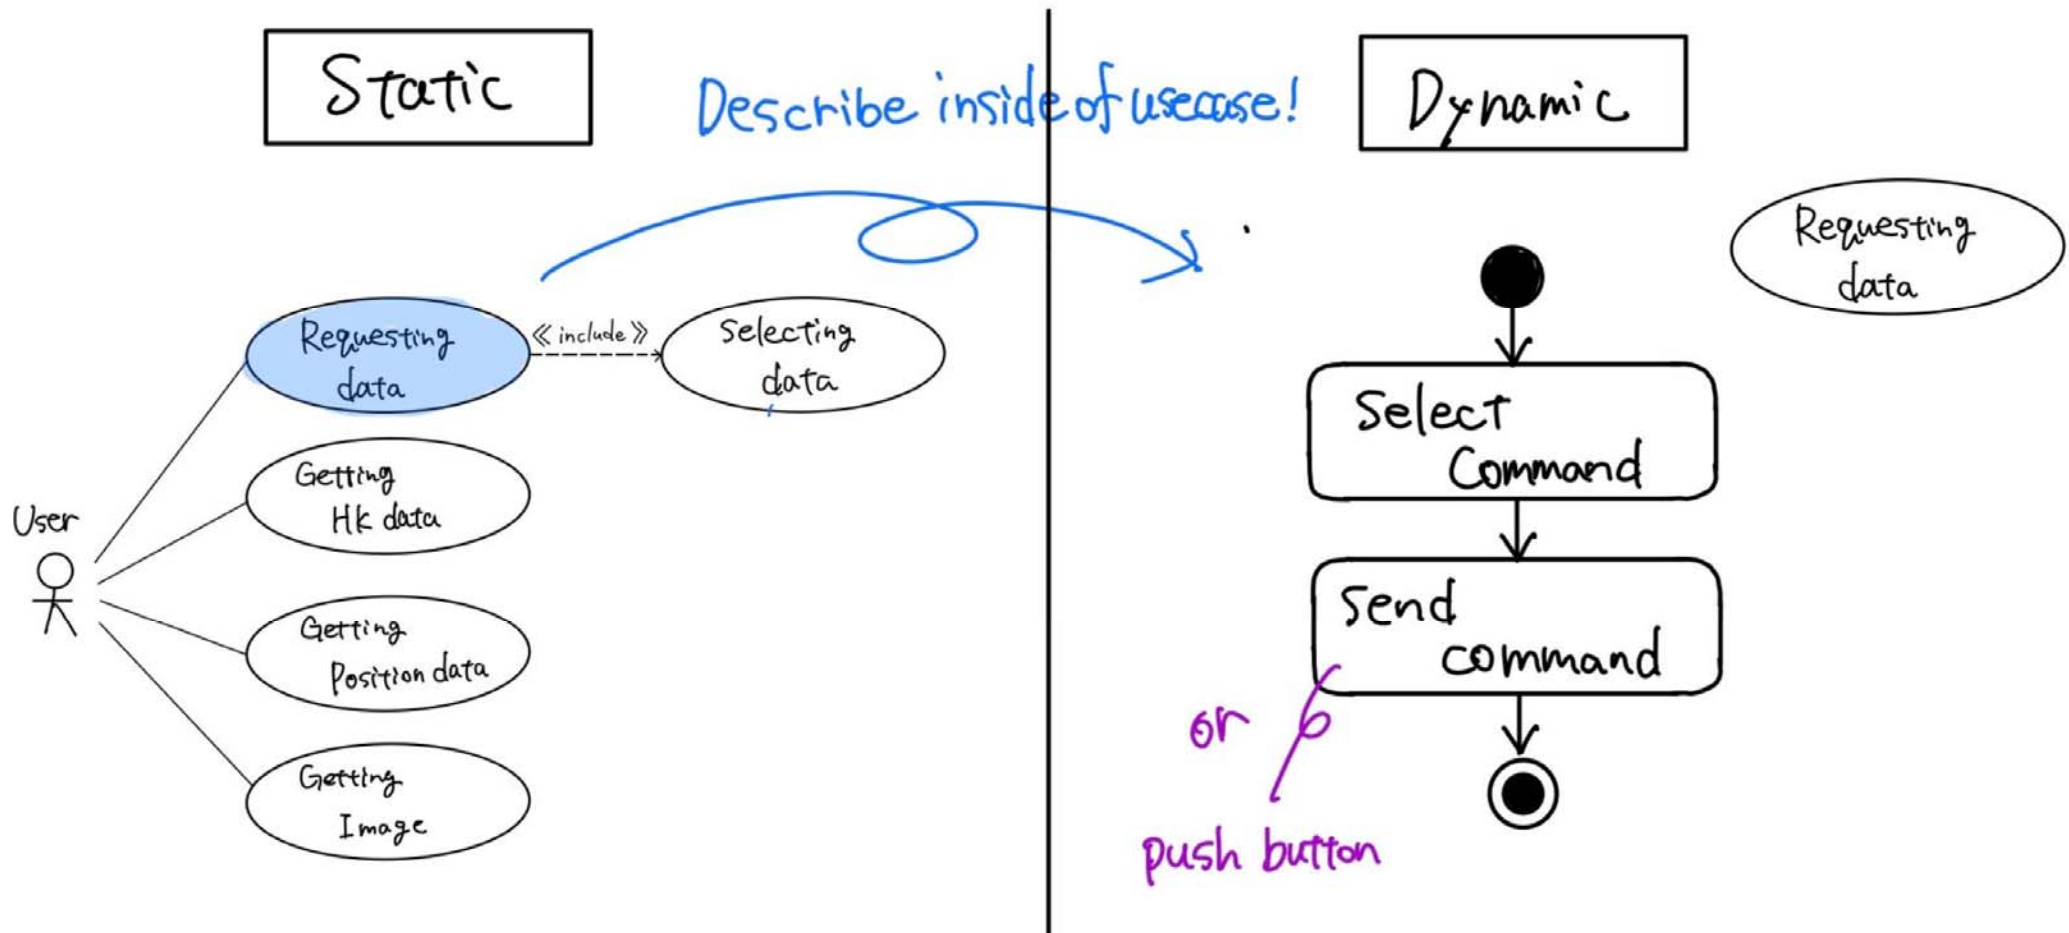 Static
Describe inside of usecase!
Dynamic
Requesting
data
≪ include ≫
Selecting
data
Getting
Hk data
User
Getting
Position data
Getting
Image
Requesting
data
Select
Command
Send
command
or
push button